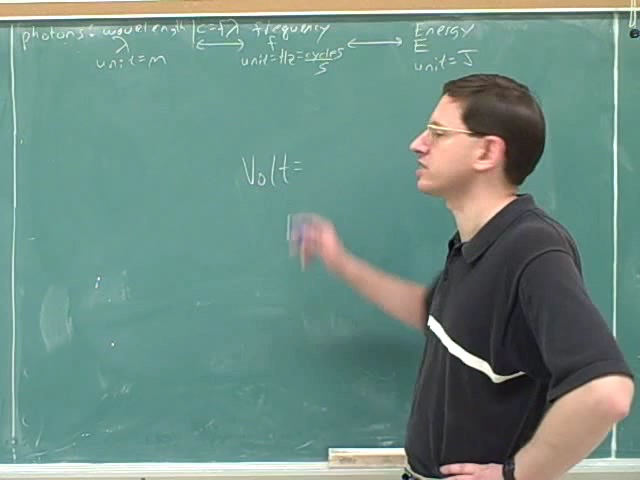 photons: wavelength c=fλ frequency Energy
λ ↔ f ↔ E
unit=m unit=Hz=cycles/s unit=J
Volt=